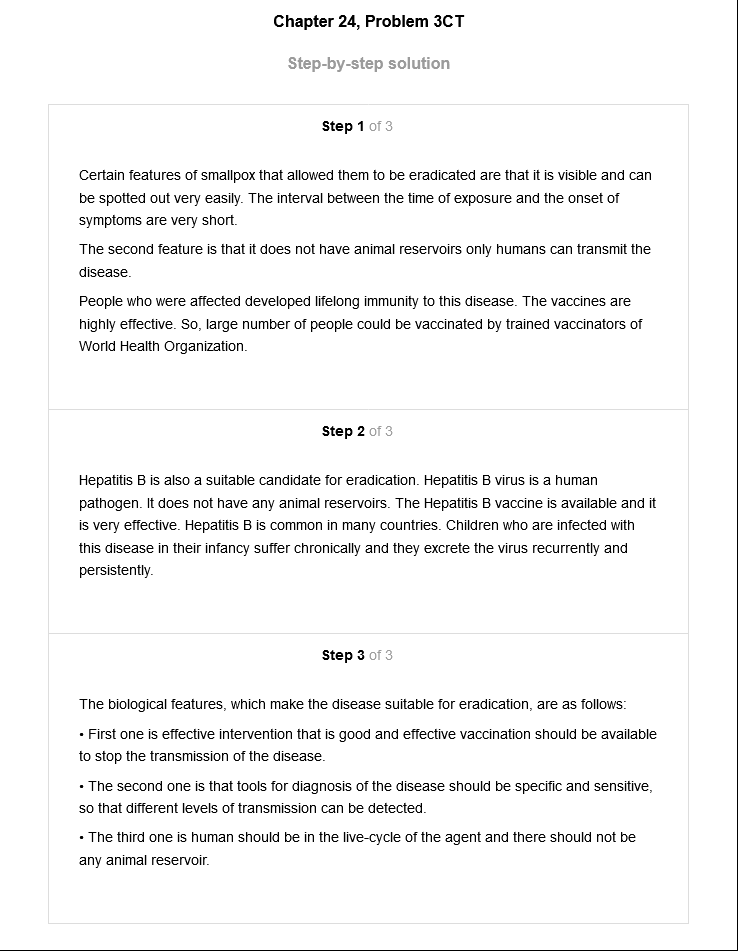 Chapter 24, Problem 3CT
Step-by-step solution
Step 1 of 3
Certain features of smallpox that allowed them to be eradicated are that it is visible and can
be spotted out very easily. The interval between the time of exposure and the onset of
symptoms are very short.
The second feature is that it does not have animal reservoirs only humans can transmit the
disease.
People who were affected developed lifelong immunity to this disease. The vaccines are
highly effective. So, large number of people could be vaccinated by trained vaccinators of
World Health Organization.
Step 2 of 3
Hepatitis B is also a suitable candidate for eradication. Hepatitis B virus is a human
pathogen. It does not have any animal reservoirs. The Hepatitis B vaccine is available and it
is very effective. Hepatitis B is common in many countries. Children who are infected with
this disease in their infancy suffer chronically and they excrete the virus recurrently and
persistently.
Step 3 of 3
The biological features, which make the disease suitable for eradication, are as follows:
• First one is effective intervention that is good and effective vaccination should be available
to stop the transmission of the disease.
• The second one is that tools for diagnosis of the disease should be specific and sensitive,
so that different levels of transmission can be detected.
• The third one is human should be in the live-cycle of the agent and there should not be
any animal reservoir.